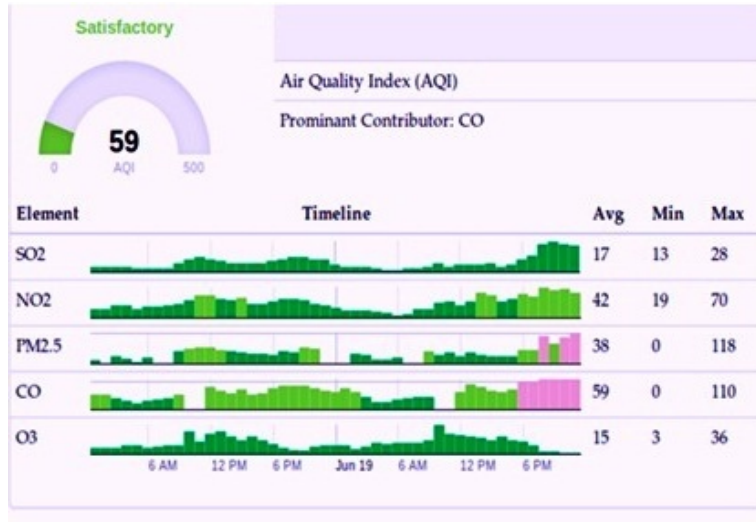 Satisfactory
Air Quality Index (AQI)
59
Prominant Contributor: CO
0 AQI 500
Element Timeline Avg Min Max
SO2 17 13 28
NO2 42 19 70
PM2.5 38 0 118
CO 59 0 110
O3 15 3 36
6 AM 12 PM 6 PM Jun 19 6 AM 12 PM 6 PM